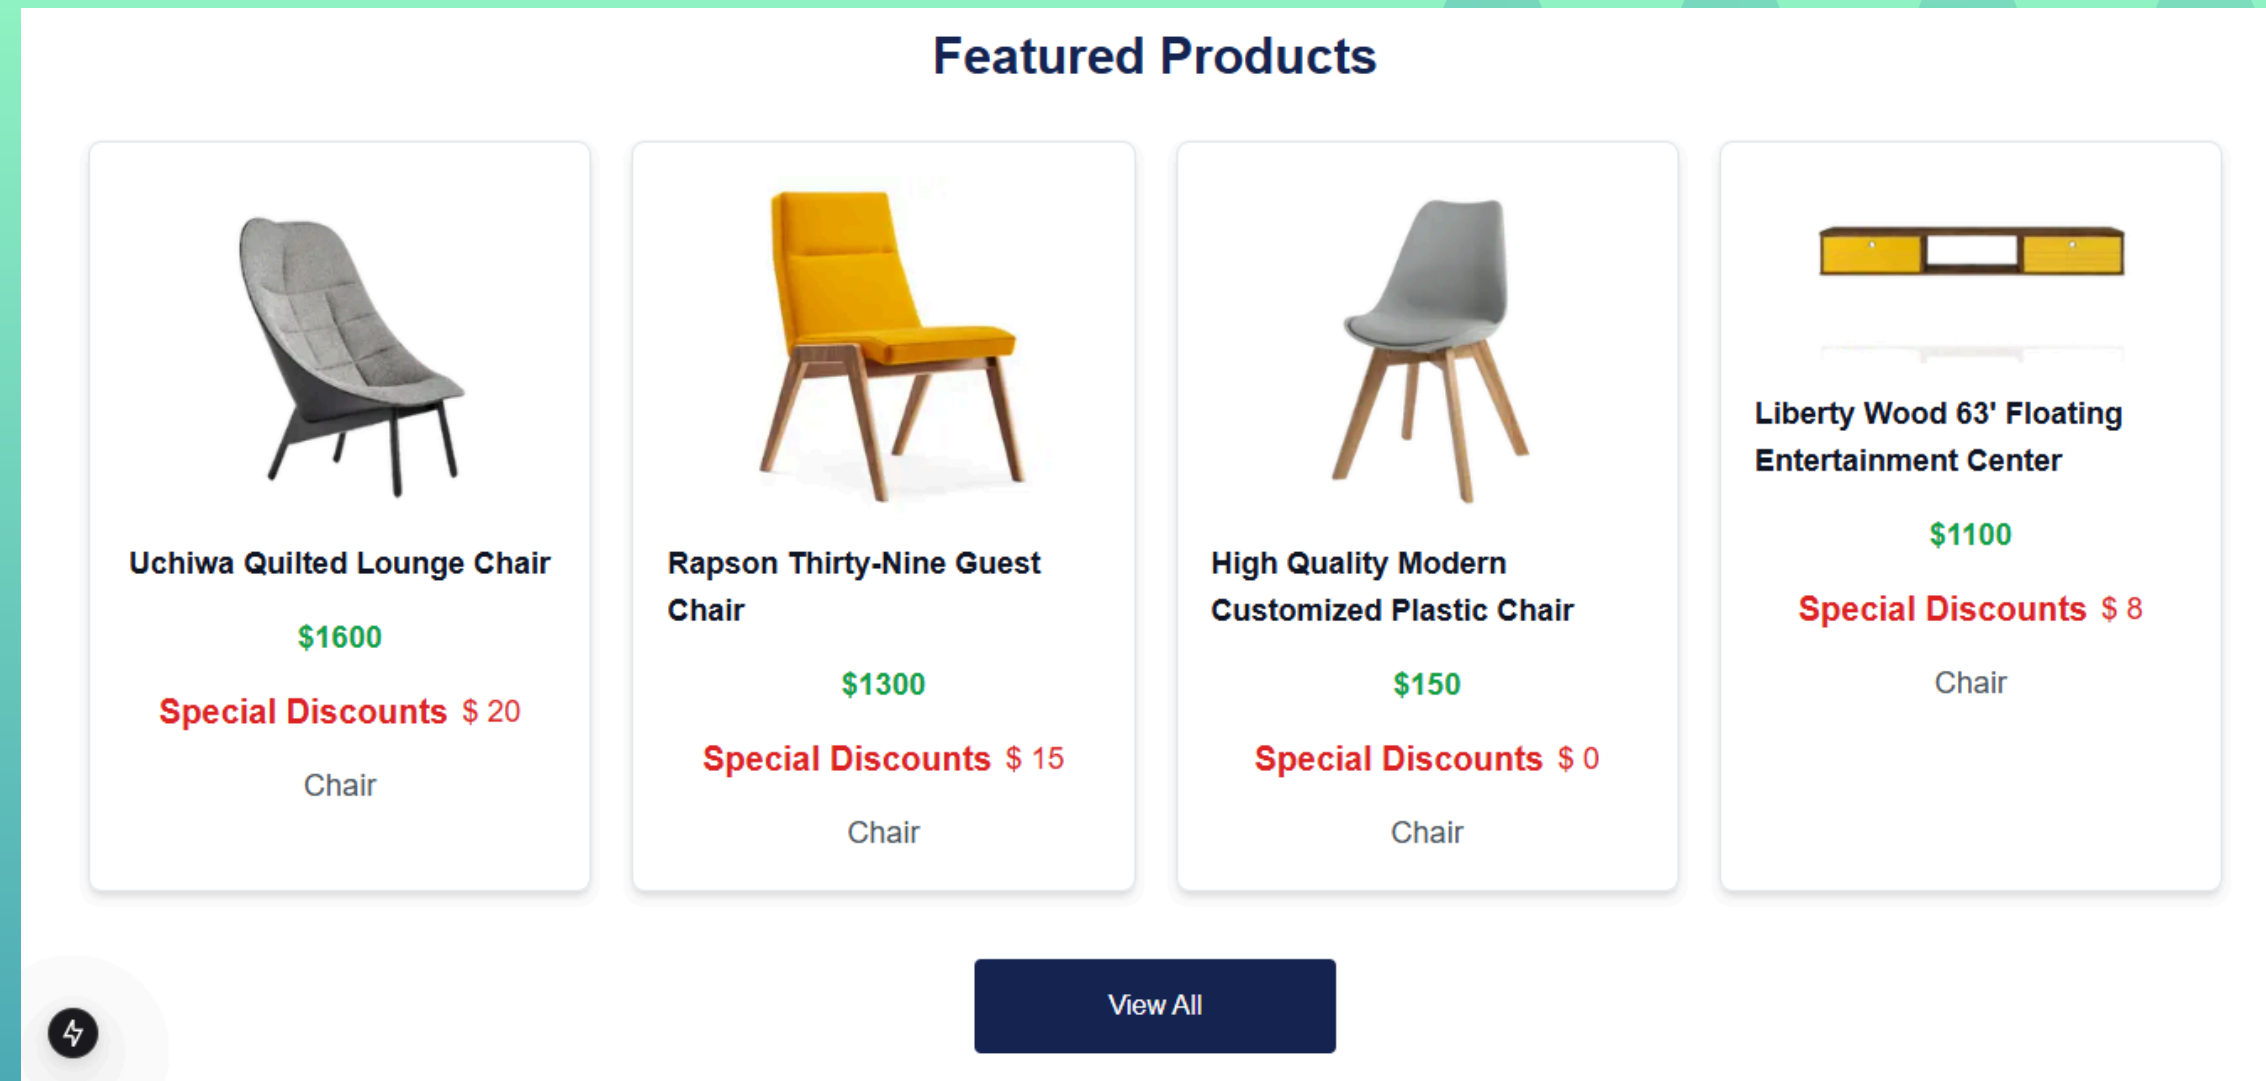 Featured Products
Uchiwa Quilted Lounge Chair
$1600
Special Discounts $ 20
Chair
Rapson Thirty-Nine Guest
Chair
$1300
Special Discounts $ 15
Chair
High Quality Modern
Customized Plastic Chair
$150
Special Discounts $ 0
Chair
Liberty Wood 63' Floating
Entertainment Center
$1100
Special Discounts $ 8
Chair
View All